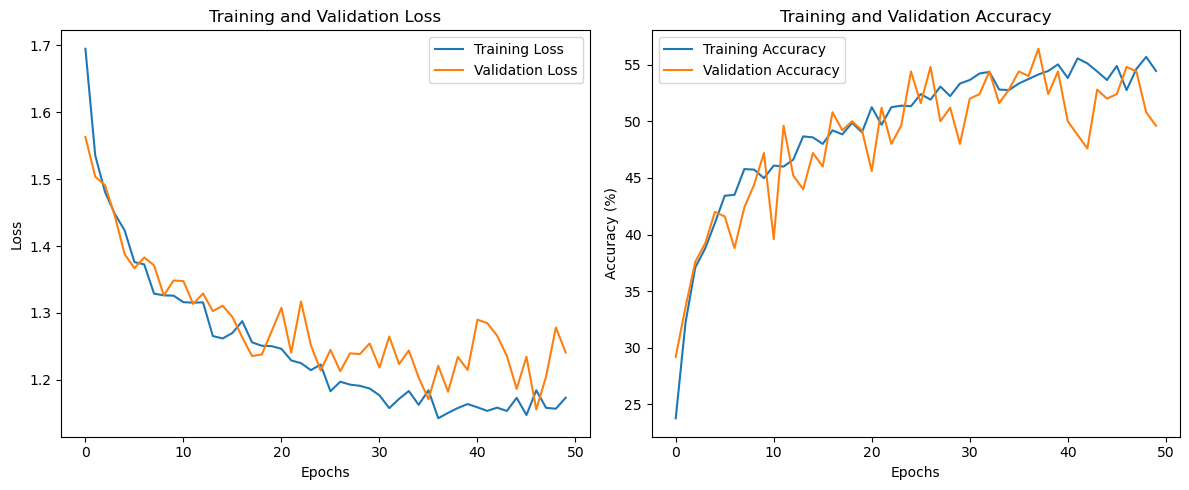 Training and Validation Loss
Training Loss
Validation Loss
1.7
1.6
1.5
1.4
1.3
1.2
Loss
0
10
20
30
40
50
Epochs
Training and Validation Accuracy
Training Accuracy
Validation Accuracy
55
50
45
40
35
30
25
Accuracy (%)
0
10
20
30
40
50
Epochs